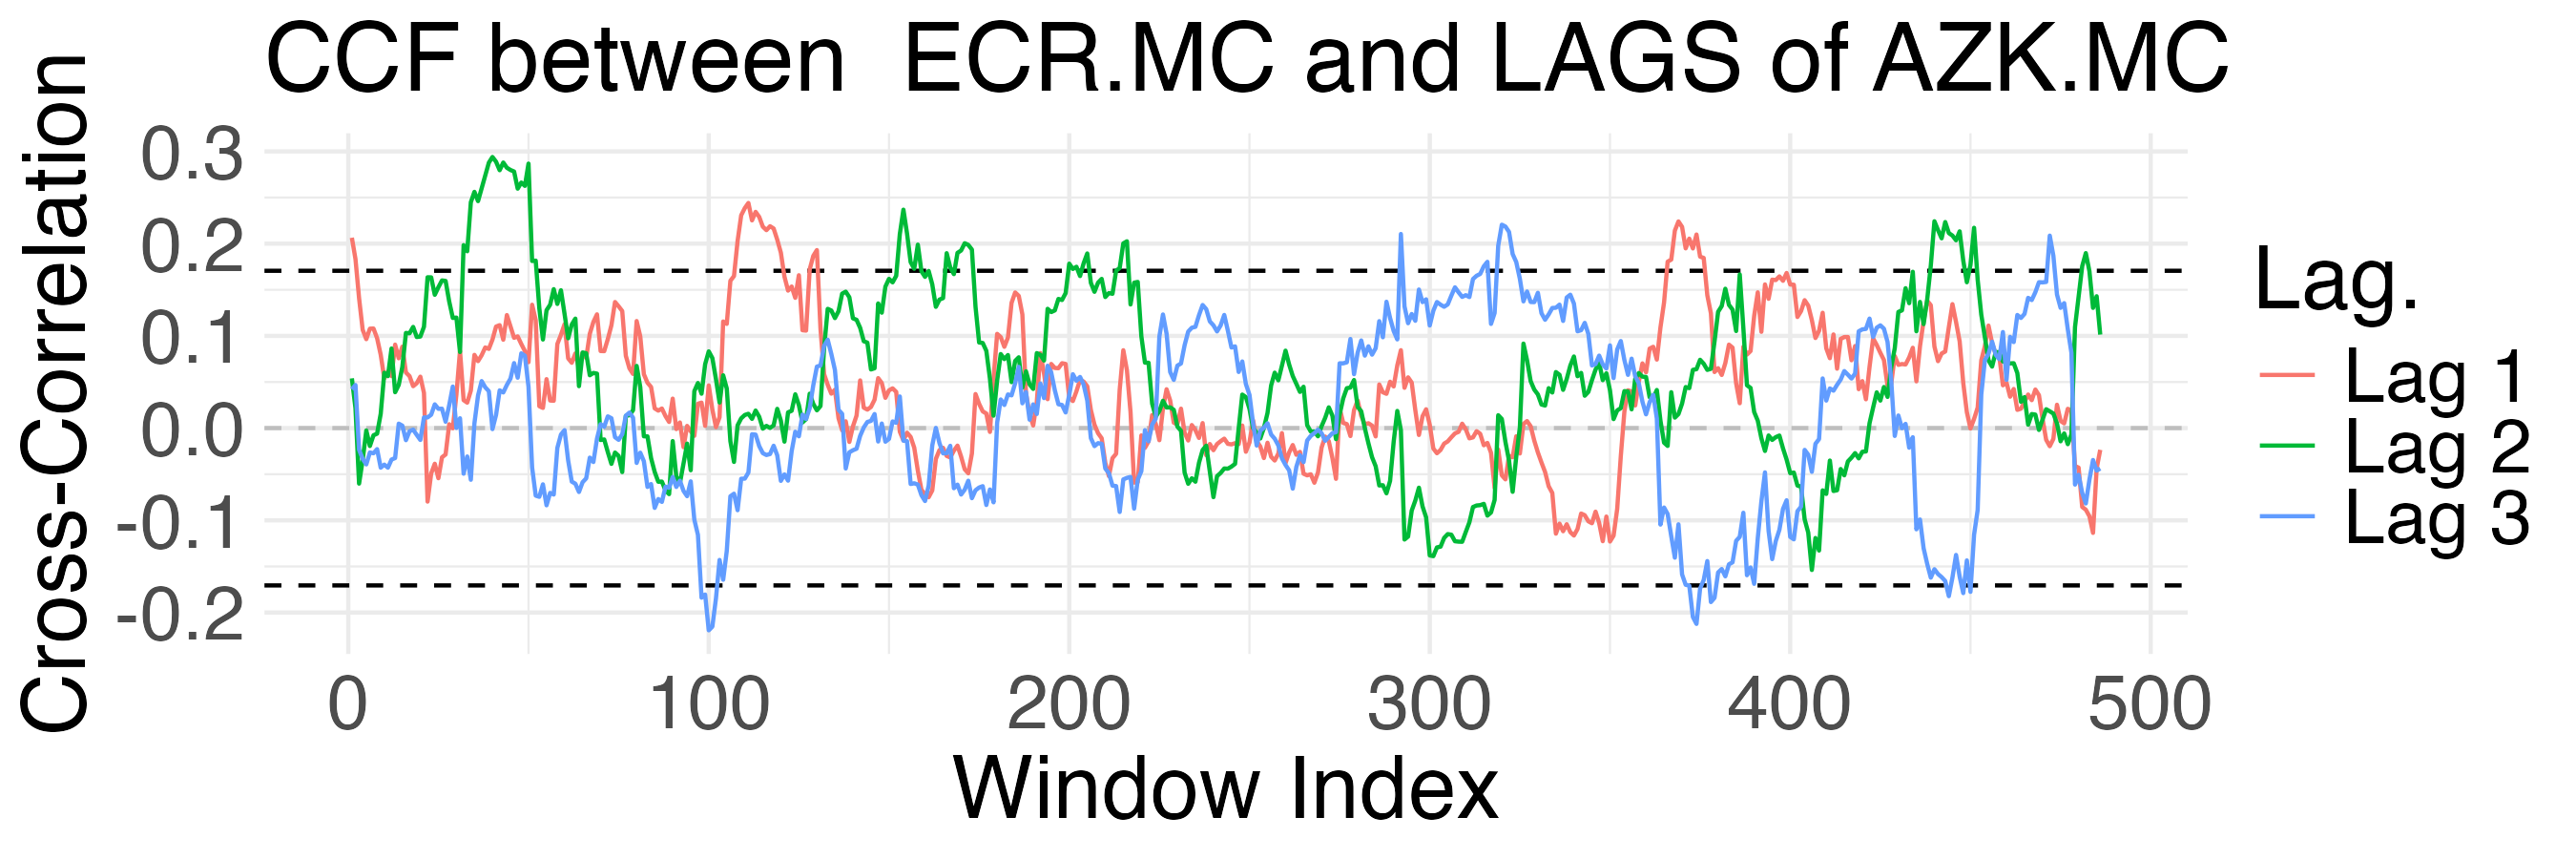 CCF between  ECR.MC and LAGS of AZK.MC
Cross-Correlation
0.3
0.2
0.1
0.0
-0.1
-0.2
0 100 200 300 400 500
Window Index
Lag.
Lag 1
Lag 2
Lag 3